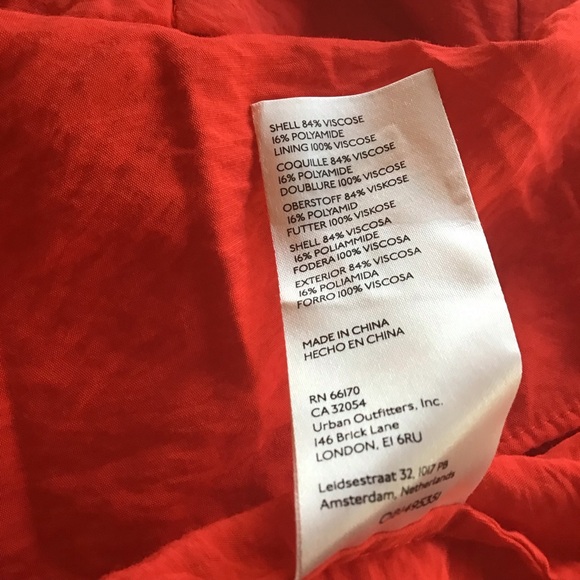 SHELL 84% VISCOSE
16% POLYAMIDE
LINING 100% VISCOSE
COQUILLE 84% VISCOSE
16% POLYAMIDE
DOUBLURE 100% VISCOSE
OBERSTOFF 84% VISKOSE
16% POLYAMID
FUTTER 100% VISKOSE
SHELL 84% VISCOSA
16% POLIAMMIDE
FODERA 100% VISCOSA
EXTERIOR 84% VISCOSA
16% POLIAMIDA
FORRO 100% VISCOSA
MADE IN CHINA
HECHO EN CHINA
RN 66170
CA 32054
Urban Outfitters, Inc.
146 Brick Lane
LONDON, E1 6RU
Leidsestraat 32, 1017 PB
Amsterdam, Netherlands